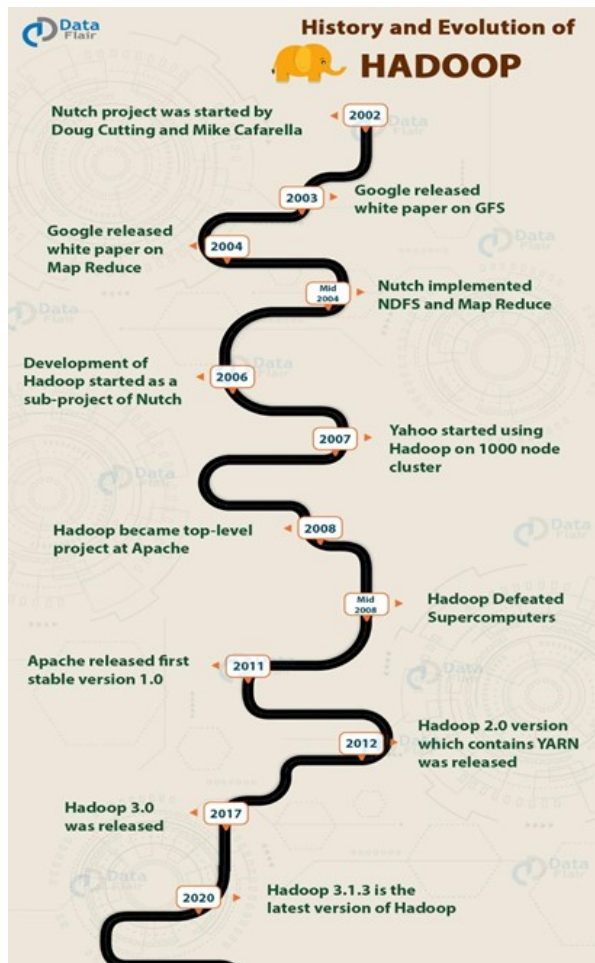 Data
Flair
History and Evolution of
HADOOP
Nutch project was started by
Doug Cutting and Mike Cafarella
2002
2003
Google released
white paper on GFS
Google released
white paper on
Map Reduce
2004
Mid
2004
Nutch implemented
NDFS and Map Reduce
Development of
Hadoop started as a
sub-project of Nutch
2006
2007
Yahoo started using
Hadoop on 1000 node
cluster
Hadoop became top-level
project at Apache
2008
Mid
2008
Hadoop Defeated
Supercomputers
Apache released first
stable version 1.0
2011
2012
Hadoop 2.0 version
which contains YARN
was released
Hadoop 3.0
was released
2017
2020
Hadoop 3.1.3 is the
latest version of Hadoop